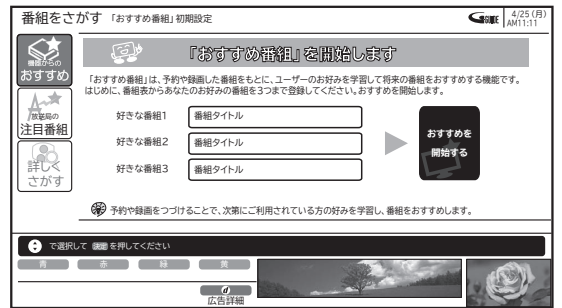 番組をさがす 「おすすめ番組」初期設定
G GUIDE 4/25 (月)
AM11:11
機器からの
おすすめ
放送局の
注目番組
詳しく
さがす
「おすすめ番組」を開始します
「おすすめ番組」は、予約や録画した番組をもとに、ユーザーのお好みを学習して将来の番組をおすすめする機能です。
はじめに、番組表からあなたのお好みの番組を3つまで登録してください。おすすめを開始します。
好きな番組1 番組タイトル
好きな番組2 番組タイトル
好きな番組3 番組タイトル
おすすめを
開始する
予約や録画をつづけることで、次第にご利用されている方の好みを学習し、番組をおすすめします。
で選択して 決定 を押してください
青 赤 緑 黄
d
広告詳細